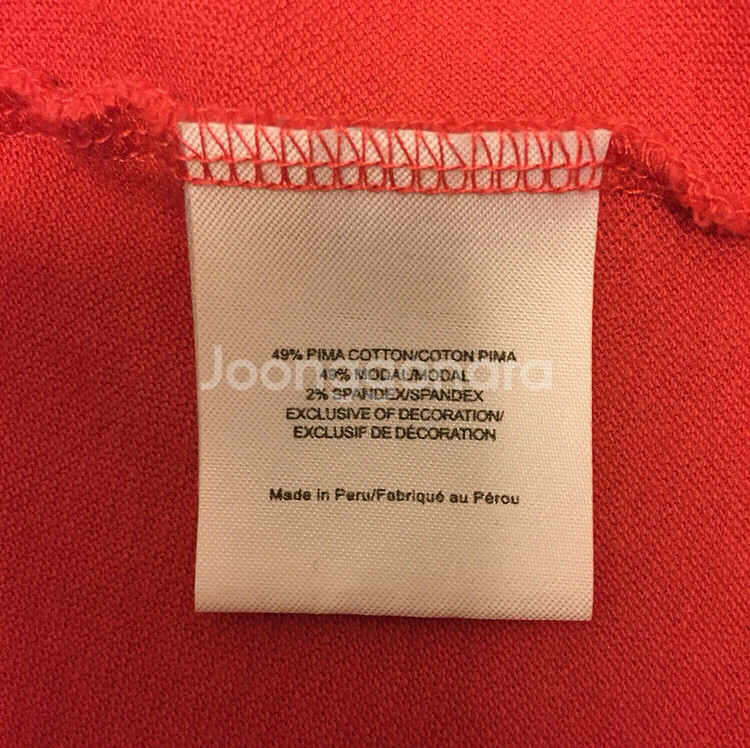 49% PIMA COTTON/COTON PIMA
49% MODAL/MODAL
2% SPANDEX/SPANDEX
EXCLUSIVE OF DECORATION/
EXCLUSIF DE DÉCORATION
Made in Peru/Fabriqué au Pérou
Joonggonara